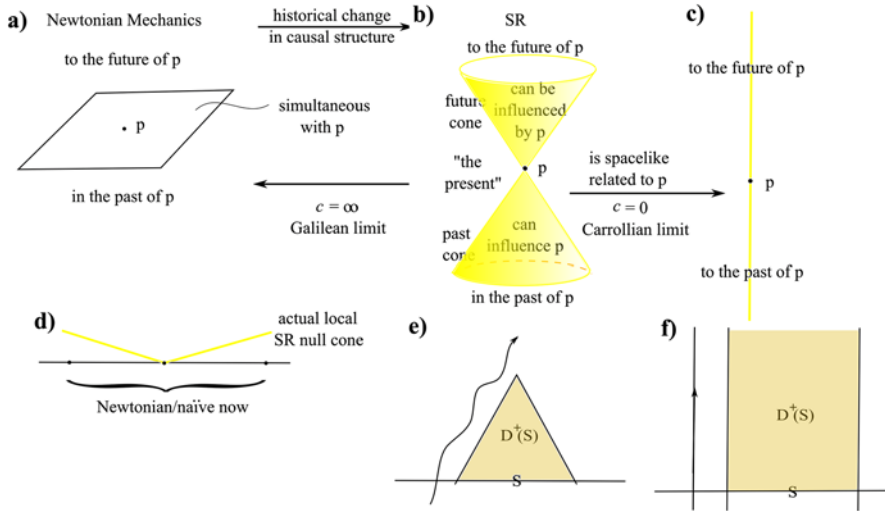 a)
Newtonian Mechanics
historical change
in causal structure
to the future of p
p
simultaneous
with p
in the past of p
c = ∞
Galilean limit
b)
SR
to the future of p
can be
influenced
by p
future
cone
"the
present"
p
past
cone
can
influence p
in the past of p
is spacelike
related to p
c = 0
Carrollian limit
c)
to the future of p
p
to the past of p
d)
actual local
SR null cone
Newtonian/naïve now
e)
D⁺(S)
S
f)
D⁺(S)
S